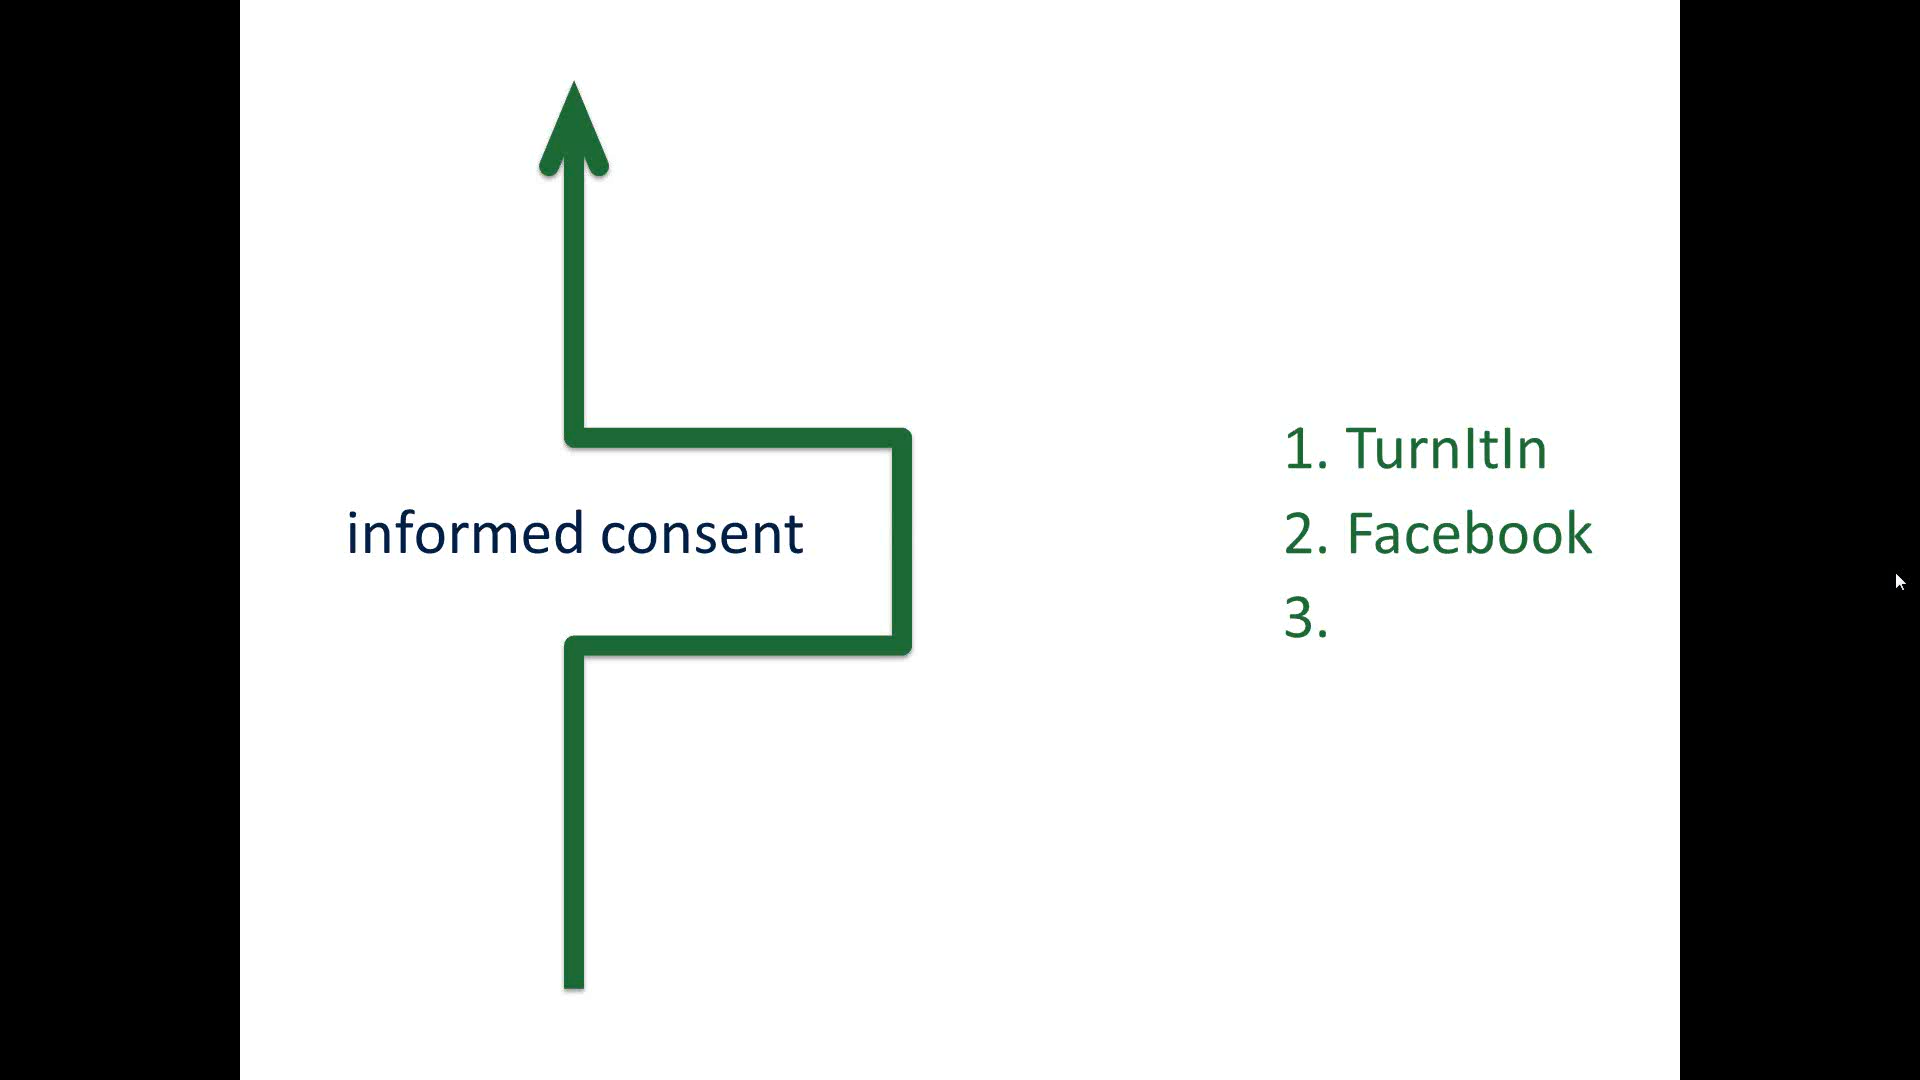 informed consent
1. TurnItIn
2. Facebook
3.